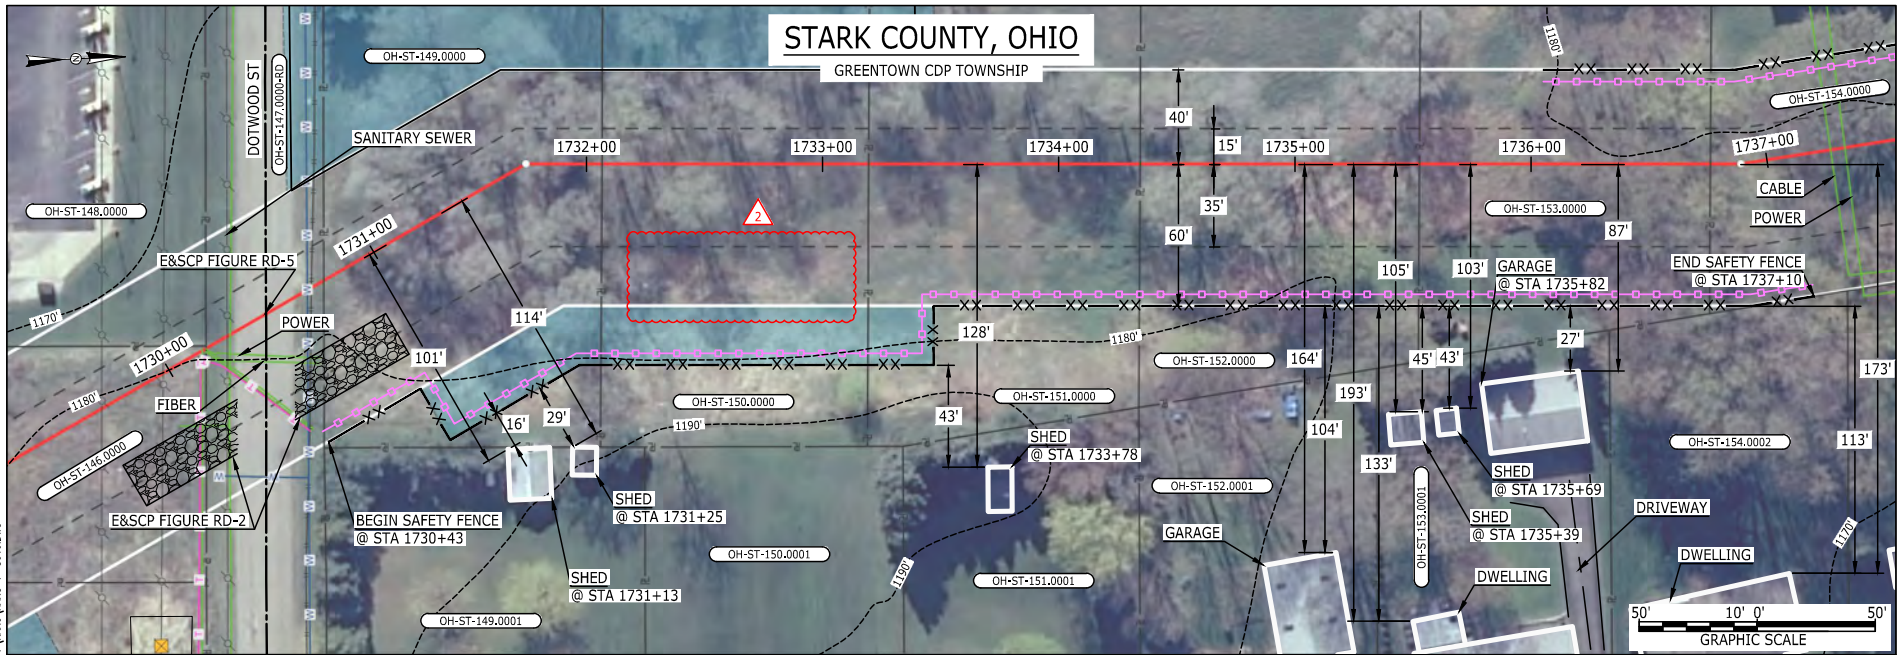 STARK COUNTY, OHIO
GREENTOWN CDP TOWNSHIP
N
DOTWOOD ST
OH-ST-147.0000-RD
OH-ST-149.0000
SANITARY SEWER
OH-ST-148.0000
1732+00
1733+00
1734+00
1735+00
1736+00
1737+00
1731+00
1730+00
40'
15'
35'
60'
1180'
OH-ST-154.0000
CABLE
POWER
OH-ST-153.0000
87'
2
E&SCP FIGURE RD-5
POWER
FIBER
1170'
1180'
101'
114'
128'
105'
103'
GARAGE
@ STA 1735+82
END SAFETY FENCE
@ STA 1737+10
1180'
OH-ST-152.0000
164'
193'
45'
43'
27'
173'
16'
29'
OH-ST-150.0000
1190'
43'
OH-ST-151.0000
104'
133'
113'
OH-ST-146.0000
E&SCP FIGURE RD-2
BEGIN SAFETY FENCE
@ STA 1730+43
SHED
@ STA 1731+25
SHED
@ STA 1731+13
SHED
@ STA 1733+78
OH-ST-152.0001
OH-ST-154.0002
SHED
@ STA 1735+69
SHED
@ STA 1735+39
OH-ST-153.0001
DRIVEWAY
1170'
OH-ST-150.0001
1190'
OH-ST-151.0001
GARAGE
DWELLING
DWELLING
OH-ST-149.0001
50'
10'
0'
50'
GRAPHIC SCALE